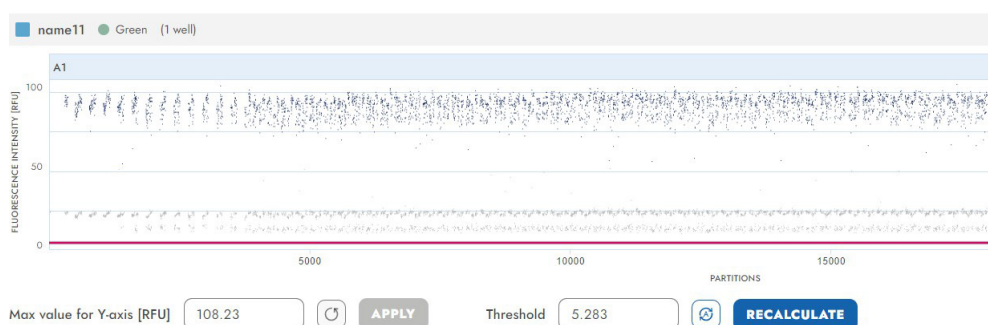 name11 Green (1 well)
A1
FLUORESCENCE INTENSITY [RFU]
100
50
0
5000 10000 15000
PARTITIONS
Max value for Y-axis [RFU] 108.23 APPLY Threshold 5.283 A RECALCULATE